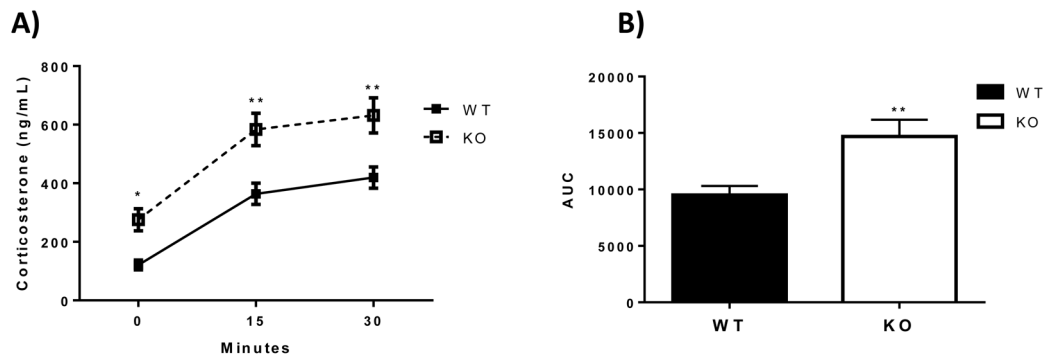 A)
Corticosterone (ng/mL)
800
600
400
200
0
*
**
**
0 15 30
Minutes
WT
KO
B)
AUC
20000
15000
10000
5000
0
**
WT KO
WT
KO